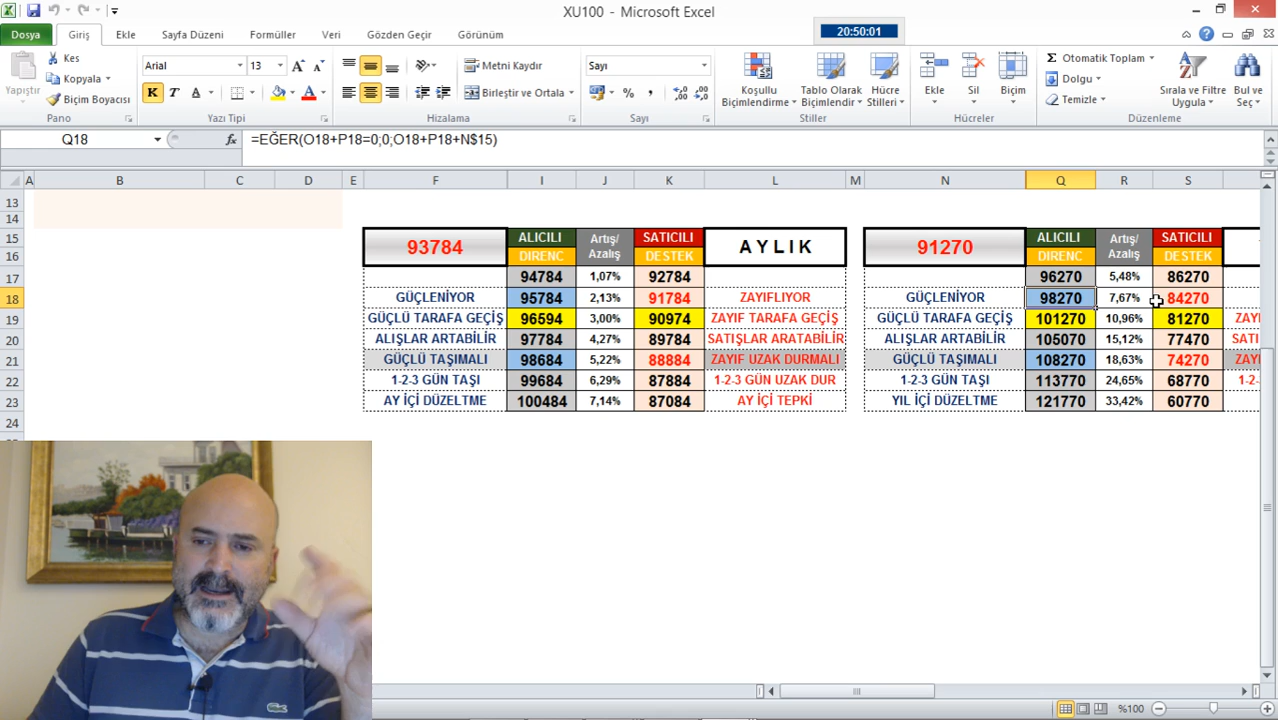 XU100 - Microsoft Excel
20:50:01
Dosya Giriş Ekle Sayfa Düzeni Formüller Veri Gözden Geçir Görünüm
Yapıştır
Kes
Kopyala
Biçim Boyacısı
Pano
Arial 13
K T A A A A
Yazı Tipi
Metni Kaydır
Birleştir ve Ortala
Hizalama
Sayı
%
Sayı
Koşullu Biçimlendirme
Tablo Olarak Biçimlendir
Hücre Stilleri
Stiller
Ekle Sil Biçim
Hücreler
Σ Otomatik Toplam
Dolgu
Temizle
Sırala ve Filtre Uygula
Bul ve Seç
Düzenleme
Q18 fx =EĞER(O18+P18=0;0;O18+P18+N$15)
A B C D E F I J K L M N Q R S
13
14
15 93784 ALICILI Artış/ SATICILI A Y L I K 91270 ALICILI Artış/ SATICILI
16 DIRENC Azalış DESTEK DIRENC Azalış DESTEK
17 94784 1,07% 92784 96270 5,48% 86270
18 GÜÇLENİYOR 95784 2,13% 91784 ZAYIFLIYOR GÜÇLENİYOR 98270 7,67% 84270
19 GÜÇLÜ TARAFA GEÇİŞ 96594 3,00% 90974 ZAYIF TARAFA GEÇİŞ GÜÇLÜ TARAFA GEÇİŞ 101270 10,96% 81270 ZAYI
20 ALIŞLAR ARTABİLİR 97784 4,27% 89784 SATIŞLAR ARATABİLİR ALIŞLAR ARTABİLİR 105070 15,12% 77470 SATI
21 GÜÇLÜ TAŞIMALI 98684 5,22% 88884 ZAYIF UZAK DURMALI GÜÇLÜ TAŞIMALI 108270 18,63% 74270 ZAYI
22 1-2-3 GÜN TAŞI 99684 6,29% 87884 1-2-3 GÜN UZAK DUR 1-2-3 GÜN TAŞI 113770 24,65% 68770 1-2
23 AY İÇİ DÜZELTME 100484 7,14% 87084 AY İÇİ TEPKİ YIL İÇİ DÜZELTME 121770 33,42% 60770
24
%100